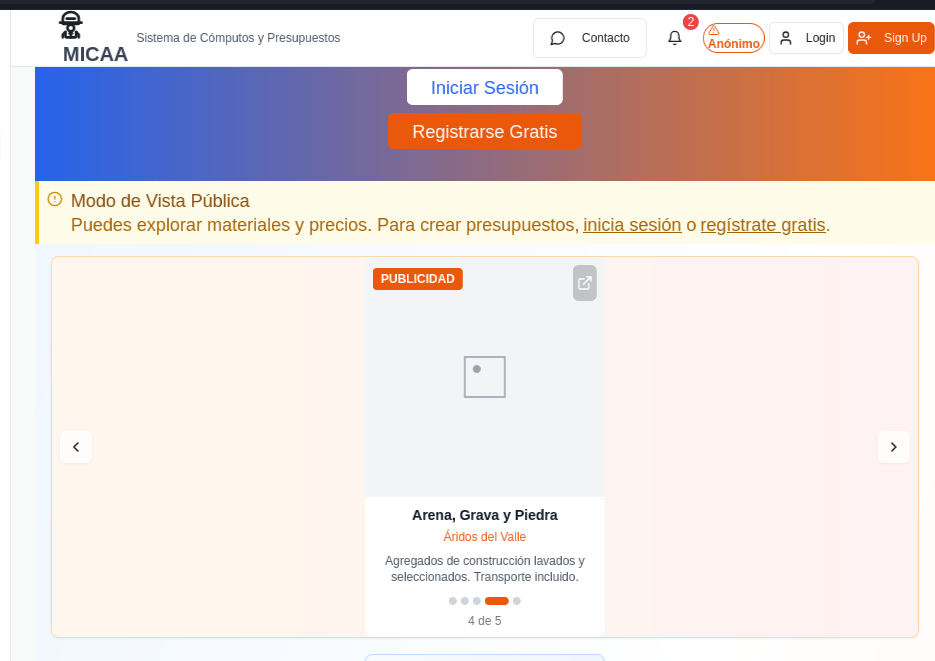 MICAA
Sistema de Cómputos y Presupuestos
Contacto
2
Anónimo
Login
Sign Up
Iniciar Sesión
Registrarse Gratis
Modo de Vista Pública
Puedes explorar materiales y precios. Para crear presupuestos, inicia sesión o regístrate gratis.
PUBLICIDAD
Arena, Grava y Piedra
Áridos del Valle
Agregados de construcción lavados y
seleccionados. Transporte incluido.
4 de 5